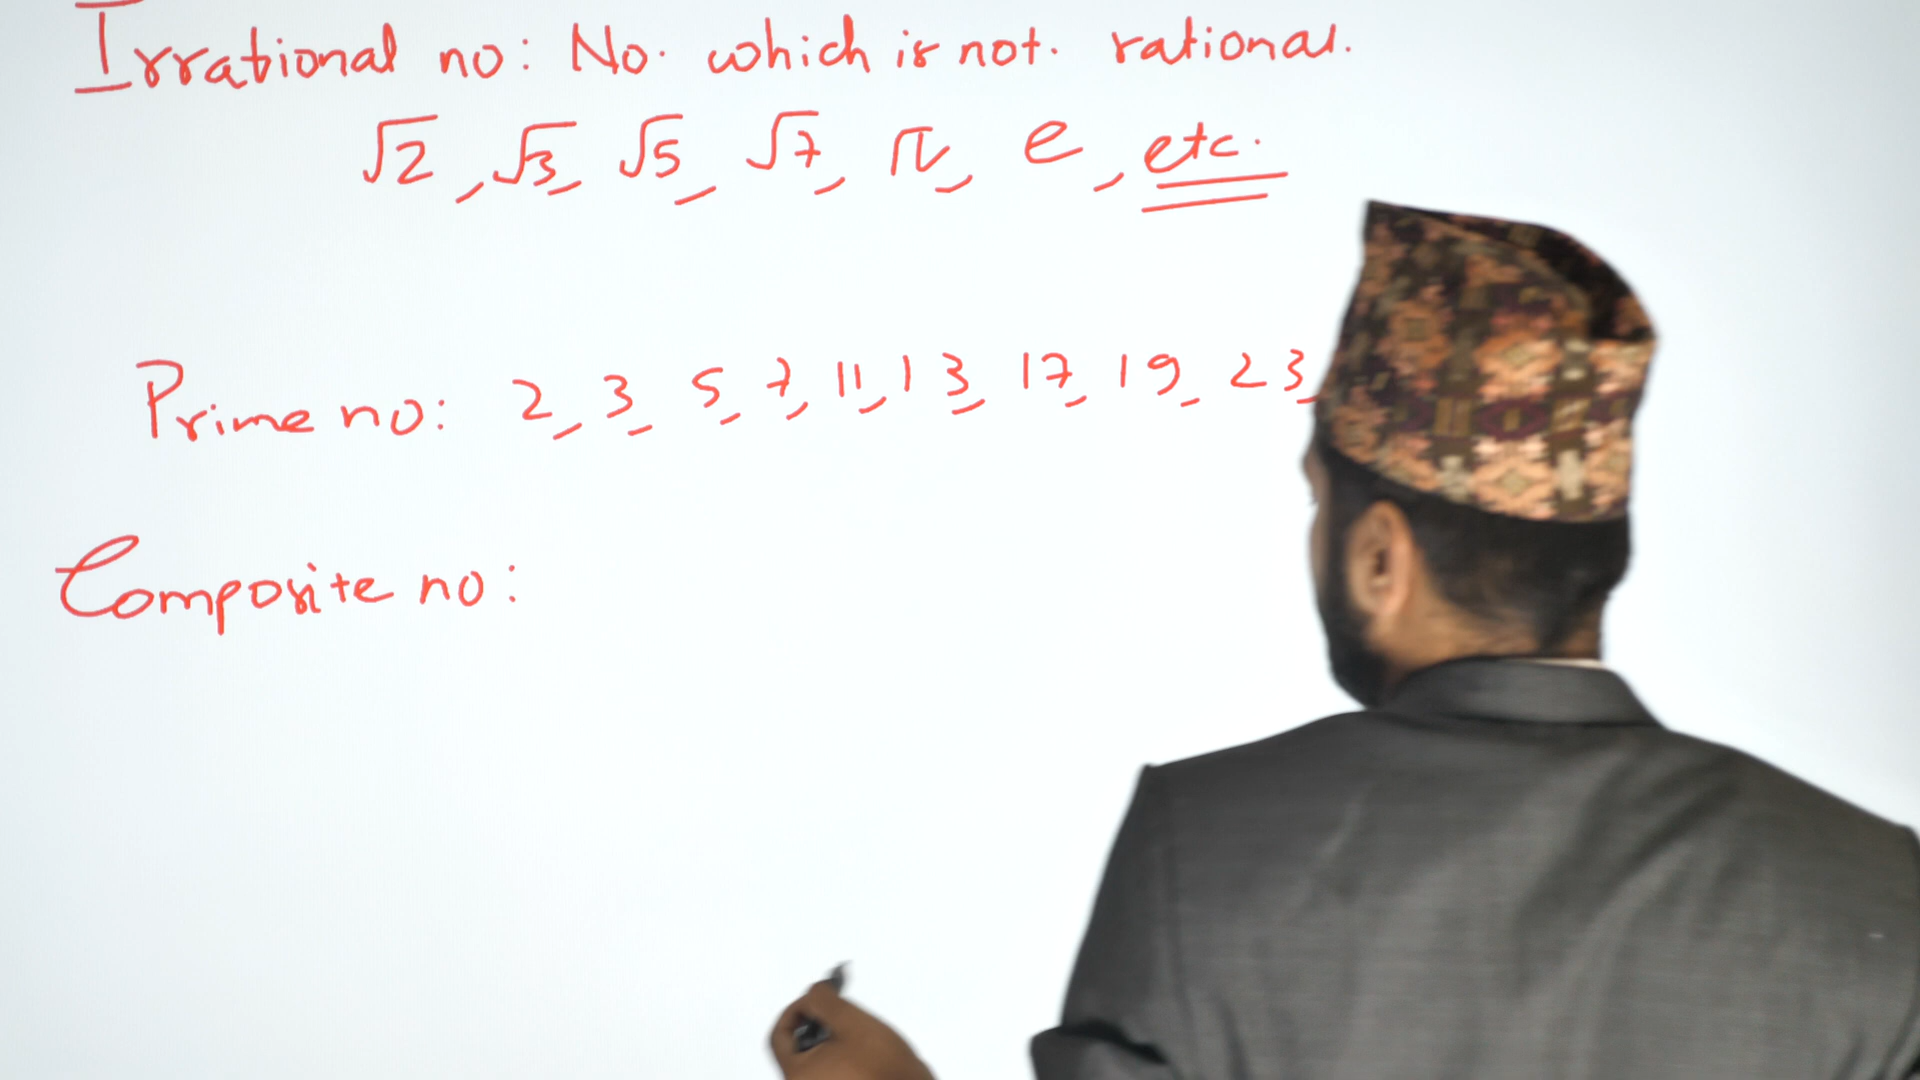 Irrational no: No. which is not. rational.
√2, √3, √5, √7, π, e, etc.
Prime no: 2, 3, 5, 7, 11, 13, 17, 19, 23,
Composite no: